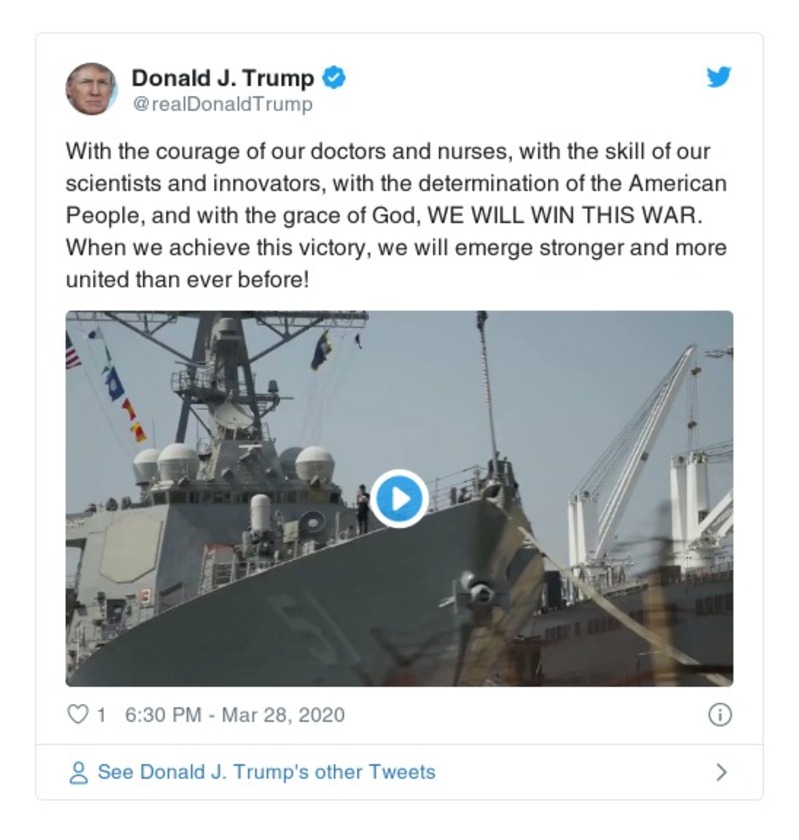 Donald J. Trump
@realDonaldTrump
With the courage of our doctors and nurses, with the skill of our
scientists and innovators, with the determination of the American
People, and with the grace of God, WE WILL WIN THIS WAR.
When we achieve this victory, we will emerge stronger and more
united than ever before!
51
1 6:30 PM - Mar 28, 2020
See Donald J. Trump's other Tweets